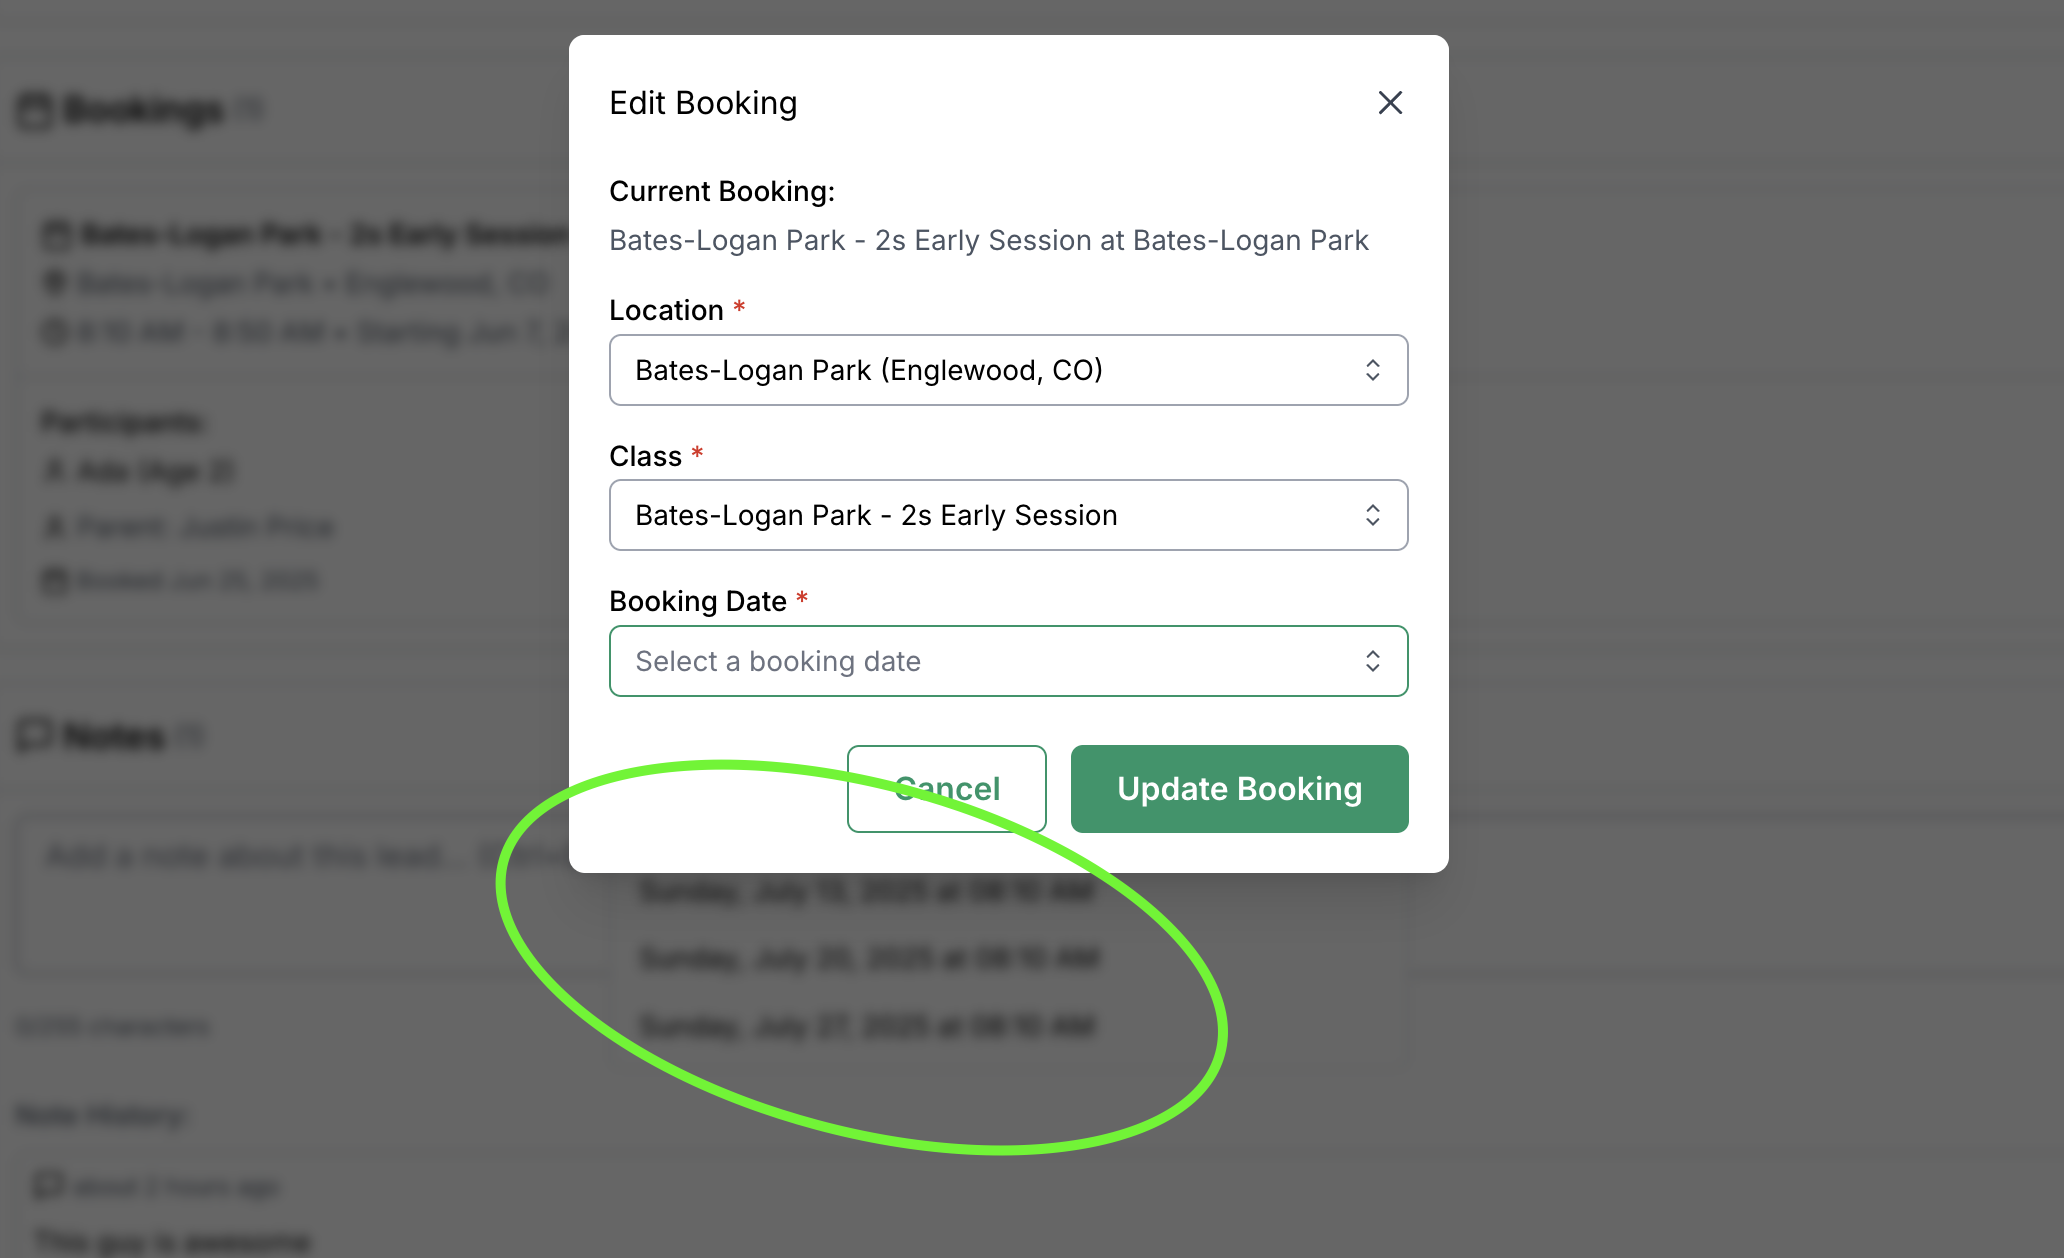 Edit Booking
Current Booking:
Bates-Logan Park - 2s Early Session at Bates-Logan Park
Location *
Bates-Logan Park (Englewood, CO)
Class *
Bates-Logan Park - 2s Early Session
Booking Date *
Select a booking date
Cancel
Update Booking
Bookings
Bates-Logan Park - 2s Early Session
Bates-Logan Park • Englewood, CO
8:10 AM - 8:50 AM • Starting Jun 7,
Participants:
Ada (Age 2)
Parent: Justin Price
Booked Jun 25, 2025
Notes
Add a note about this lead...
Sunday, July 13, 2025 at 08:10 AM
Sunday, July 20, 2025 at 08:10 AM
Sunday, July 27, 2025 at 08:10 AM
characters
Note History:
about 2 hours ago
This guy is awesome